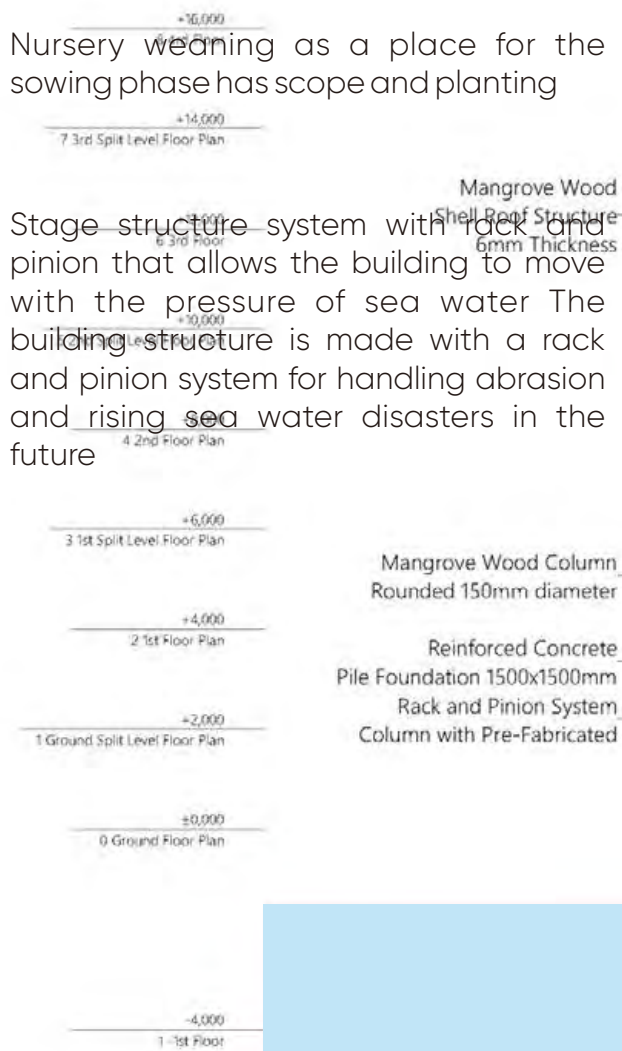 +16,000
Nursery weaning as a place for the
sowing phase has scope and planting
+14,000
7 3rd Split Level Floor Plan
Mangrove Wood
Shell Roof Structure
6mm Thickness
Stage structure system with rack and
6 3rd Floor
pinion that allows the building to move
with the pressure of sea water The
+10,000
building structure is made with a rack
and pinion system for handling abrasion
and rising sea water disasters in the
4 2nd Floor Plan
future
+6,000
3 1st Split Level Floor Plan
Mangrove Wood Column
Rounded 150mm diameter
+4,000
2 1st Floor Plan
Reinforced Concrete
Pile Foundation 1500x1500mm
Rack and Pinion System
Column with Pre-Fabricated
+2,000
1 Ground Split Level Floor Plan
±0,000
0 Ground Floor Plan
-4,000
1 -1st Floor